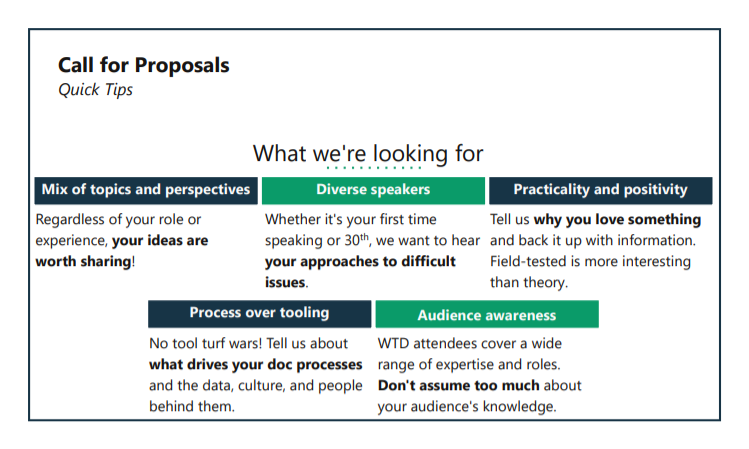 Call for Proposals
Quick Tips
What we're looking for
Mix of topics and perspectives
Regardless of your role or
experience, your ideas are
worth sharing!
Diverse speakers
Whether it's your first time
speaking or 30th, we want to hear
your approaches to difficult
issues.
Practicality and positivity
Tell us why you love something
and back it up with information.
Field-tested is more interesting
than theory.
Process over tooling
No tool turf wars! Tell us about
what drives your doc processes
and the data, culture, and people
behind them.
Audience awareness
WTD attendees cover a wide
range of expertise and roles.
Don't assume too much about
your audience's knowledge.